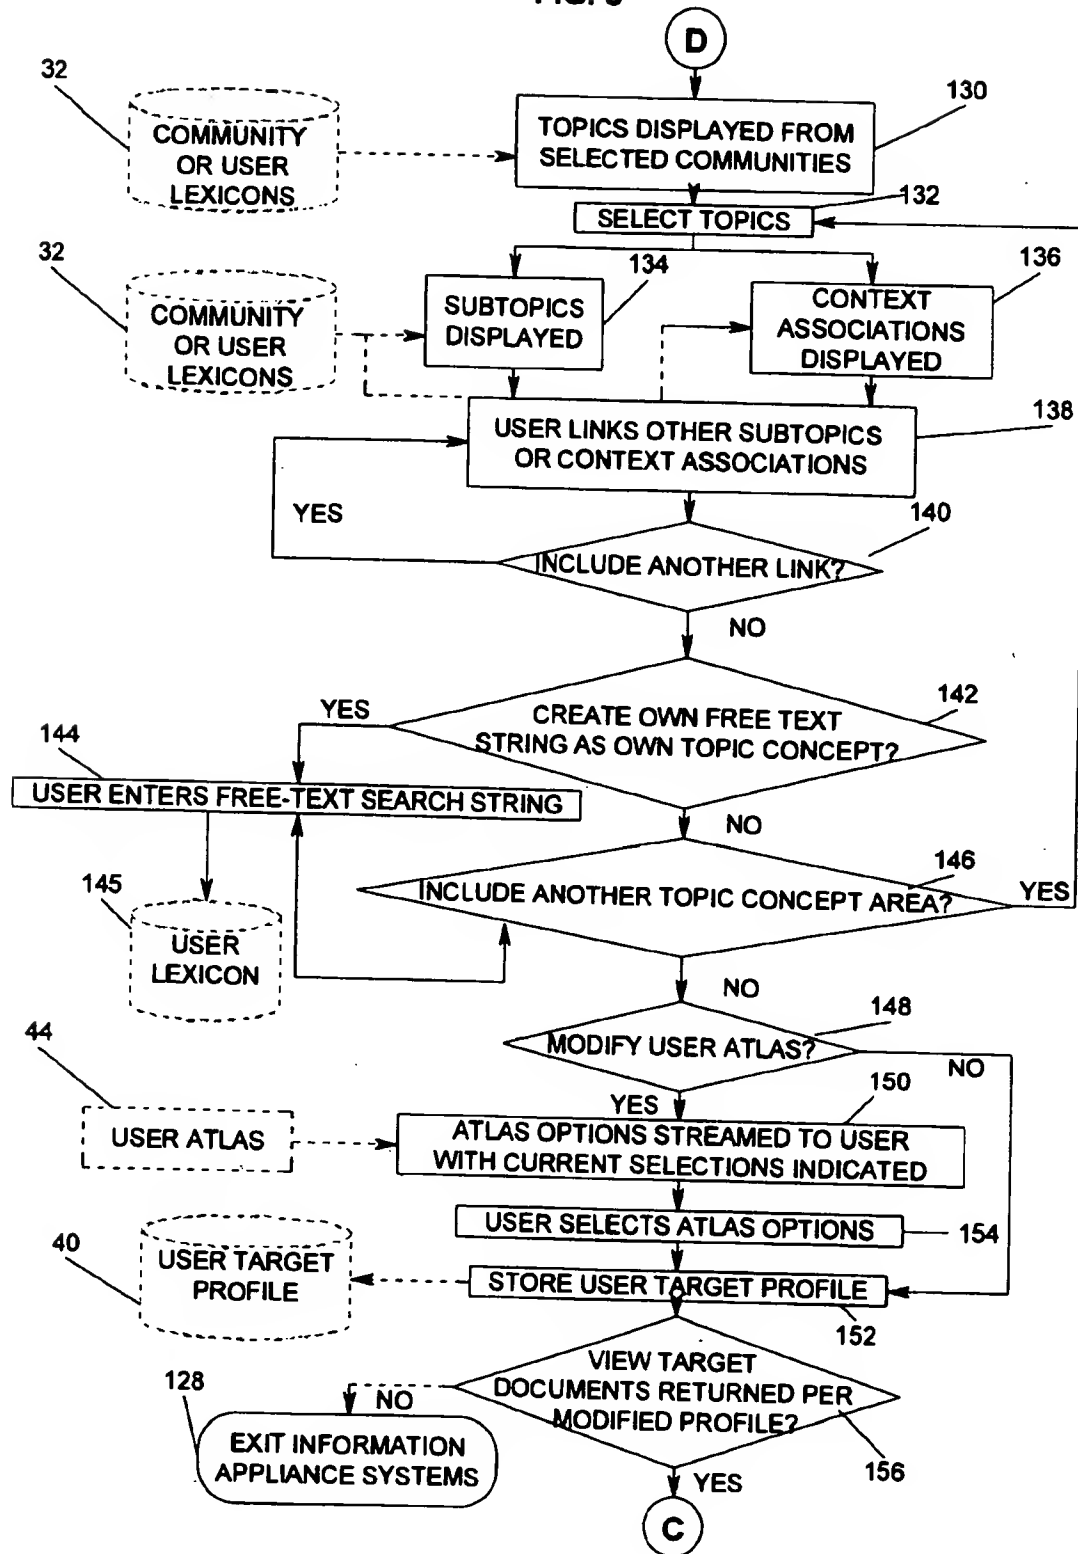 D
32
130
COMMUNITY
OR USER
LEXICONS
TOPICS DISPLAYED FROM
SELECTED COMMUNITIES
132
SELECT TOPICS
32
134
136
COMMUNITY
OR USER
LEXICONS
SUBTOPICS
DISPLAYED
CONTEXT
ASSOCIATIONS
DISPLAYED
138
USER LINKS OTHER SUBTOPICS
OR CONTEXT ASSOCIATIONS
YES
140
INCLUDE ANOTHER LINK?
NO
142
YES
CREATE OWN FREE TEXT
STRING AS OWN TOPIC CONCEPT?
144
USER ENTERS FREE-TEXT SEARCH STRING
NO
146
INCLUDE ANOTHER TOPIC CONCEPT AREA?
YES
145
USER
LEXICON
NO
148
MODIFY USER ATLAS?
NO
44
150
YES
USER ATLAS
ATLAS OPTIONS STREAMED TO USER
WITH CURRENT SELECTIONS INDICATED
USER SELECTS ATLAS OPTIONS
154
40
USER TARGET
PROFILE
STORE USER TARGET PROFILE
152
VIEW TARGET
DOCUMENTS RETURNED PER
MODIFIED PROFILE?
128
NO
EXIT INFORMATION
APPLIANCE SYSTEMS
156
YES
C